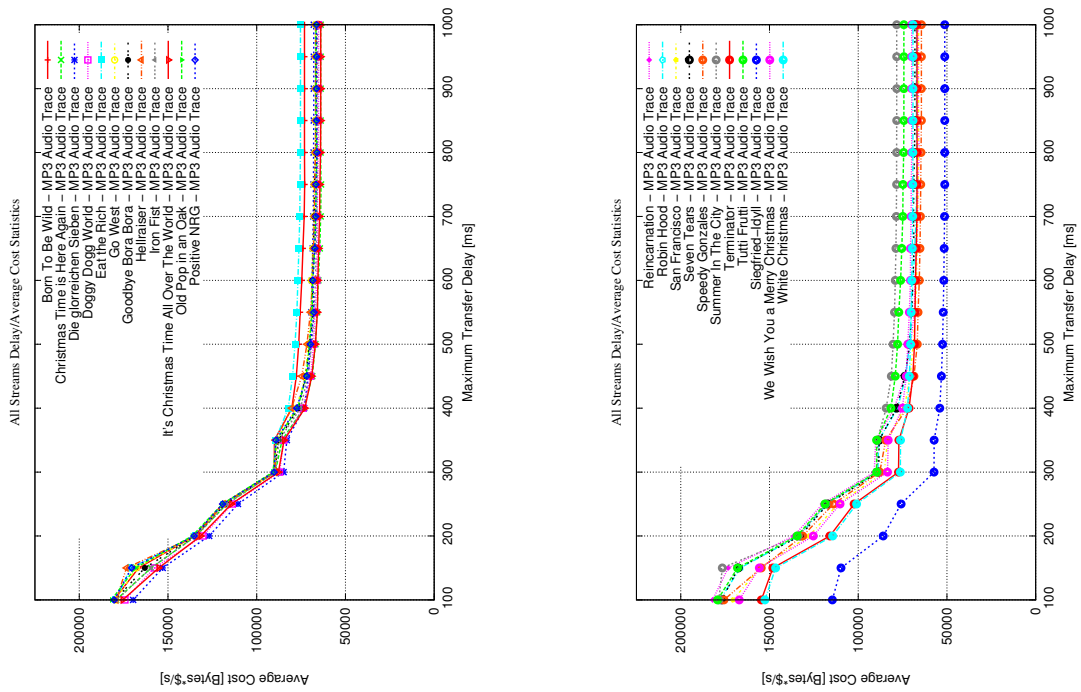 All Streams Delay/Average Cost Statistics
Average Cost [Bytes*$/s]
200000
150000
100000
50000
0
100
200
300
400
500
600
700
800
900
1000
Maximum Transfer Delay [ms]
Born To Be Wild – MP3 Audio Trace
Christmas Time is Here Again – MP3 Audio Trace
Die glorreichen Sieben – MP3 Audio Trace
Doggy Dogg World – MP3 Audio Trace
Eat the Rich – MP3 Audio Trace
Go West – MP3 Audio Trace
Goodbye Bora Bora – MP3 Audio Trace
Hellraiser – MP3 Audio Trace
Iron Fist – MP3 Audio Trace
It's Christmas Time All Over The World – MP3 Audio Trace
Old Pop in an Oak – MP3 Audio Trace
Positive NRG – MP3 Audio Trace
All Streams Delay/Average Cost Statistics
Average Cost [Bytes*$/s]
200000
150000
100000
50000
0
100
200
300
400
500
600
700
800
900
1000
Maximum Transfer Delay [ms]
Reincarnation – MP3 Audio Trace
Robin Hood – MP3 Audio Trace
San Francisco – MP3 Audio Trace
Seven Tears – MP3 Audio Trace
Speedy Gonzales – MP3 Audio Trace
Summer In The City – MP3 Audio Trace
Terminator – MP3 Audio Trace
Tutti Frutti – MP3 Audio Trace
Siegfried–Idyll – MP3 Audio Trace
We Wish You a Merry Christmas – MP3 Audio Trace
White Christmas – MP3 Audio Trace